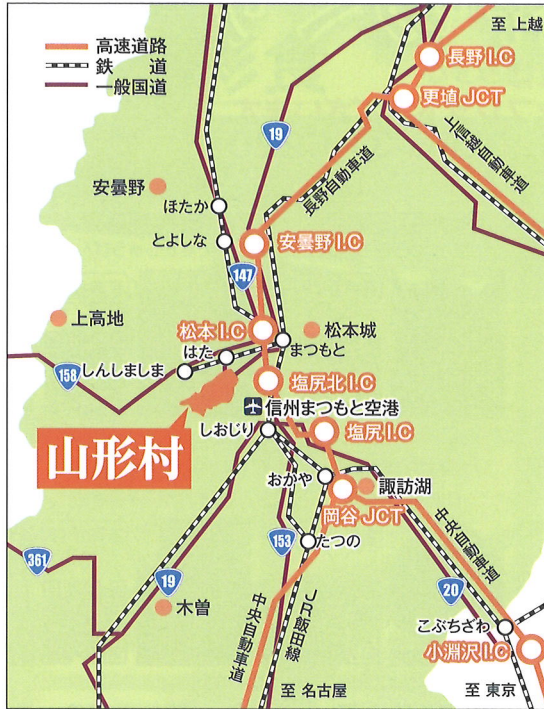 高速道路
鉄　道
一般国道
至 上越
長野 I.C
更埴 JCT
19
上信越自動車道
長野自動車道
安曇野
ほたか
とよしな
安曇野 I.C
147
上高地
松本 I.C
松本城
まつもと
はた
158
しんしましま
塩尻北 I.C
信州まつもと空港
しおじり
塩尻 I.C
山形村
おかや
諏訪湖
岡谷 JCT
たつの
中央自動車道
361
19
153
20
木曽
中央自動車道
JR飯田線
こぶちざわ
小淵沢 I.C
至 名古屋
至 東京